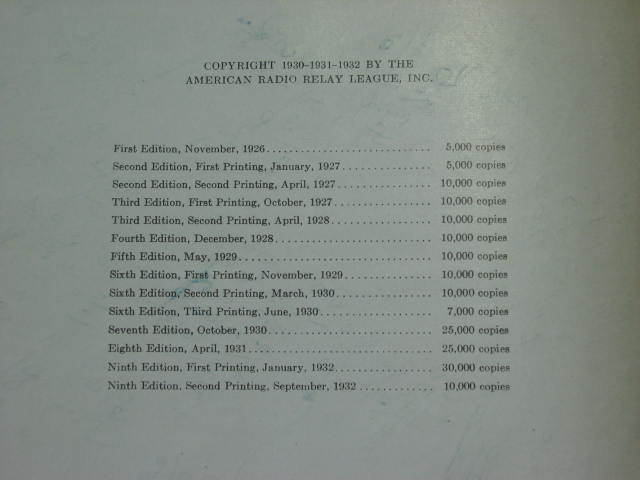 COPYRIGHT 1930-1931-1932 BY THE
AMERICAN RADIO RELAY LEAGUE, INC.
First Edition, November, 1926.............................. 5,000 copies
Second Edition, First Printing, January, 1927................ 5,000 copies
Second Edition, Second Printing, April, 1927................. 10,000 copies
Third Edition, First Printing, October, 1927................. 10,000 copies
Third Edition, Second Printing, April, 1928.................. 10,000 copies
Fourth Edition, December, 1928............................ 10,000 copies
Fifth Edition, May, 1929................................... 10,000 copies
Sixth Edition, First Printing, November, 1929................ 10,000 copies
Sixth Edition, Second Printing, March, 1930................. 10,000 copies
Sixth Edition, Third Printing, June, 1930.................... 7,000 copies
Seventh Edition, October, 1930............................. 25,000 copies
Eighth Edition, April, 1931................................. 25,000 copies
Ninth Edition, First Printing, January, 1932.................. 30,000 copies
Ninth Edition, Second Printing, September, 1932 ............. 10,000 copies